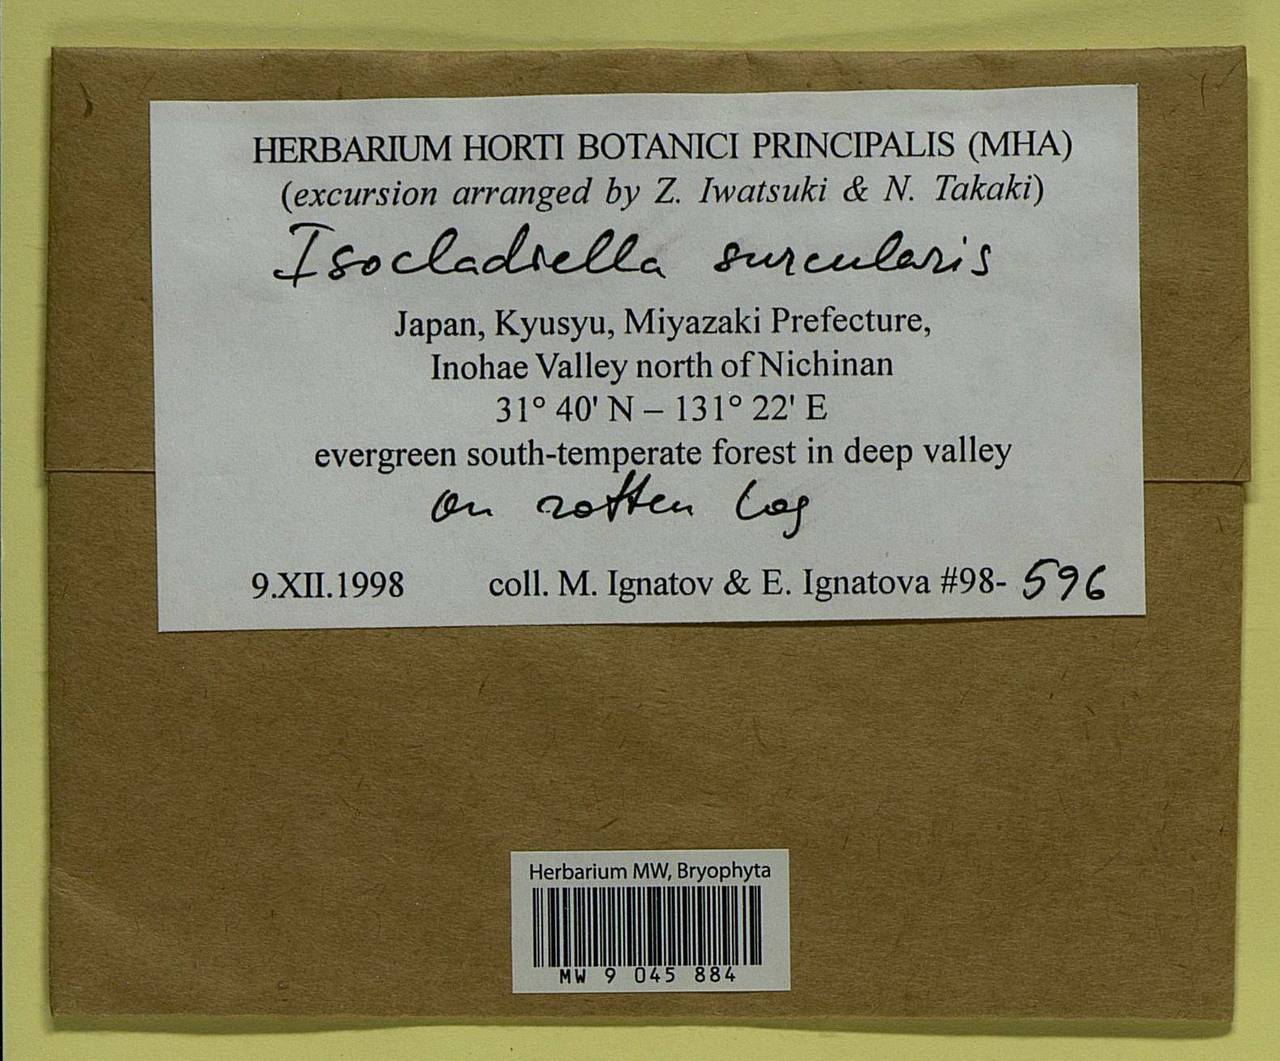 HERBARIUM HORTI BOTANICI PRINCIPALIS (MHA)
(excursion arranged by Z. Iwatsuki & N. Takaki)
Isocladiella surcularis
Japan, Kyusyu, Miyazaki Prefecture,
Inohae Valley north of Nichinan
31° 40' N – 131° 22' E
evergreen south-temperate forest in deep valley
on rotten log
9.XII.1998 coll. M. Ignatov & E. Ignatova #98- 596
Herbarium MW, Bryophyta
MW 9 045 884